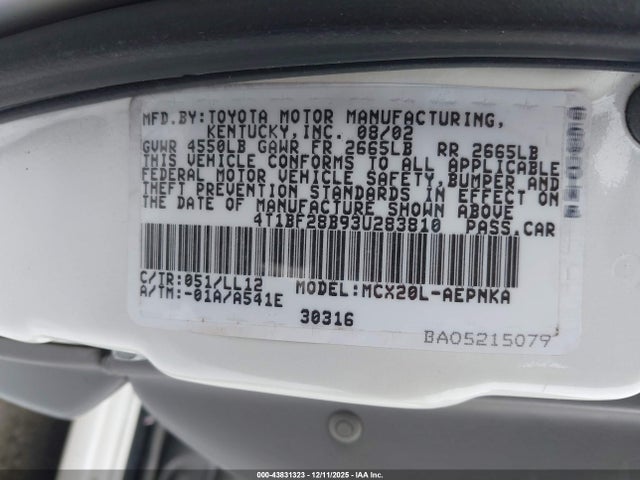 MFD.BY:TOYOTA MOTOR MANUFACTURING,
KENTUCKY,INC. 08/02
GVWR 4550LB GAWR FR 2665LB RR 2665LB
THIS VEHICLE CONFORMS TO ALL APPLICABLE
FEDERAL MOTOR VEHICLE SAFETY,BUMPER,AND
THEFT PREVENTION STANDARDS IN EFFECT ON
THE DATE OF MANUFACTURE SHOWN ABOVE
4T1BF28B93U283810 PASS.CAR
C/TR:051/LL12 MODEL:MCX20L-AEPNKA
A/TM:-01A/A541E
30316
BA05215079
000-43831323 - 12/11/2025 - IAA Inc.